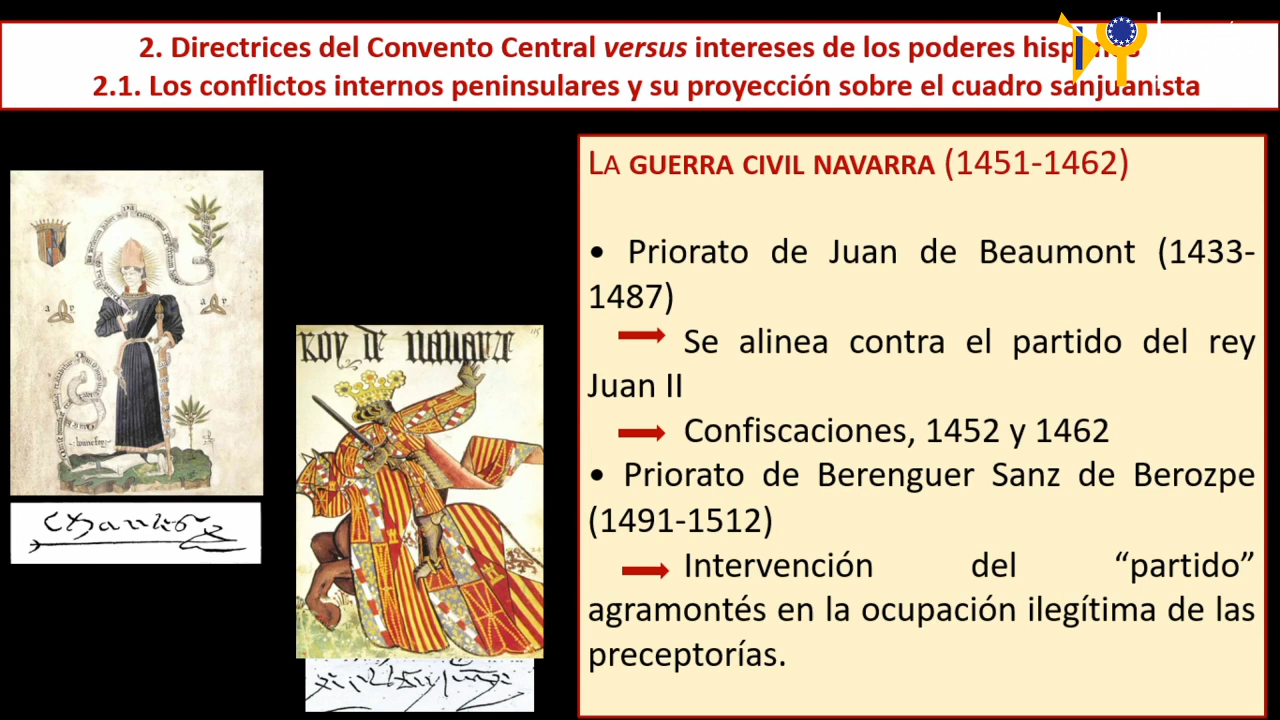 2. Directrices del Convento Central versus intereses de los poderes
2.1. Los conflictos internos peninsulares y su proyección sobre el cuadro sanjuanista
LA GUERRA CIVIL NAVARRA (1451-1462)
• Priorato de Juan de Beaumont (1433-
1487)
Se alinea contra el partido del rey
Juan II
Confiscaciones, 1452 y 1462
• Priorato de Berenguer Sanz de Berozpe
(1491-1512)
Intervención del “partido”
agramontés en la ocupación ilegítima de las
preceptorías.
ROY DE NAVARRE